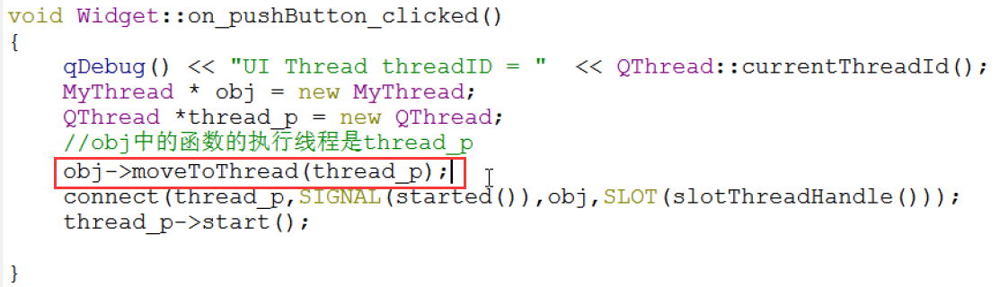 void Widget::on_pushButton_clicked()
{
qDebug() << "UI Thread threadID = " << QThread::currentThreadId();
MyThread * obj = new MyThread;
QThread *thread_p = new QThread;
//obj中的函数的执行线程是thread_p
obj->moveToThread(thread_p);
connect(thread_p,SIGNAL(started()),obj,SLOT(slotThreadHandle()));
thread_p->start();
}